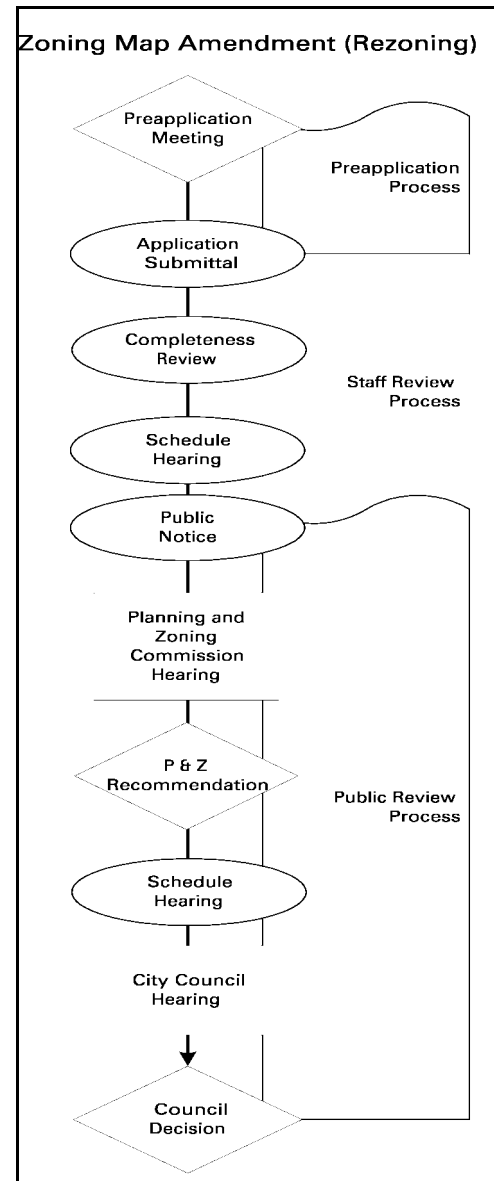 Zoning Map Amendment (Rezoning)
Preapplication
Meeting
Preapplication
Process
Application
Submittal
Completeness
Review
Staff Review
Process
Schedule
Hearing
Public
Notice
Planning and
Zoning
Commission
Hearing
P & Z
Recommendation
Public Review
Process
Schedule
Hearing
City Council
Hearing
Council
Decision